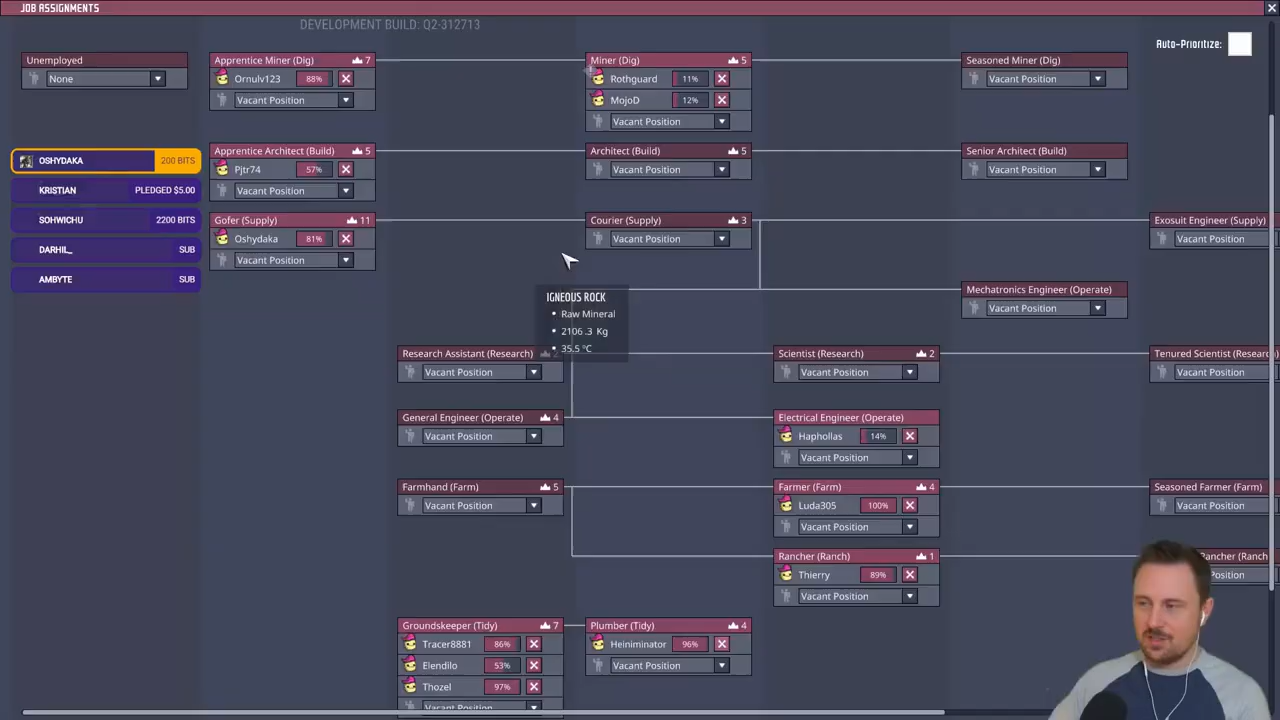 JOB ASSIGNMENTS
DEVELOPMENT BUILD: Q2-312713
Auto-Prioritize:
Unemployed
None
Apprentice Miner (Dig) 7
Ornulv123 88%
Vacant Position
Miner (Dig) 5
Rothguard 11%
MojoD 12%
Vacant Position
Seasoned Miner (Dig)
Vacant Position
OSHYDAKA 200 BITS
KRISTIAN PLEDGED $5.00
SOHWICHU 2200 BITS
DARHIL_ SUB
AMBYTE SUB
Apprentice Architect (Build) 5
Pjtr74 57%
Vacant Position
Architect (Build) 5
Vacant Position
Senior Architect (Build)
Vacant Position
Gofer (Supply) 11
Oshydaka 81%
Vacant Position
Courier (Supply) 3
Vacant Position
Exosuit Engineer (Supply)
Vacant Position
Mechatronics Engineer (Operate)
Vacant Position
IGNEOUS ROCK
• Raw Mineral
• 2106.3 Kg
• 35.5 °C
Research Assistant (Research)
Vacant Position
Scientist (Research) 2
Vacant Position
Tenured Scientist (Research)
Vacant Position
General Engineer (Operate) 4
Vacant Position
Electrical Engineer (Operate)
Haphollas 14%
Vacant Position
Farmhand (Farm) 5
Vacant Position
Farmer (Farm) 4
Luda305 100%
Vacant Position
Seasoned Farmer (Farm)
Vacant Position
Rancher (Ranch) 1
Thierry 89%
Vacant Position
Rancher (Ranch
Position
Groundskeeper (Tidy) 7
Tracer8881 86%
Elendilo 53%
Thozel 97%
Vacant Position
Plumber (Tidy) 4
Heiniminator 96%
Vacant Position